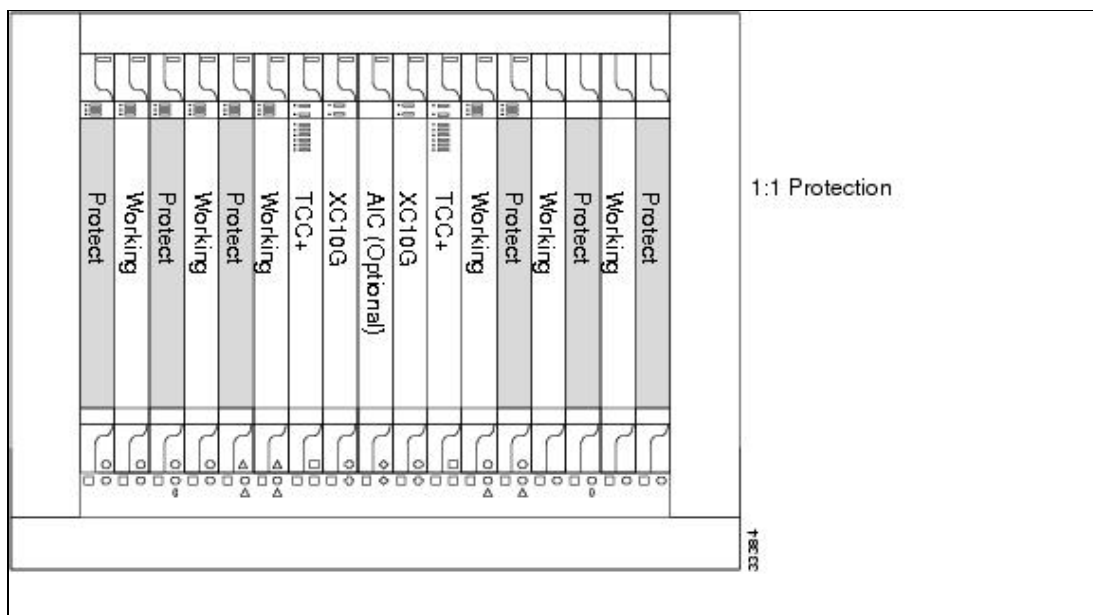 Protect
Working
Protect
Working
Protect
Working
TCC+
XC10G
AIC (Optional)
XC10G
TCC+
Working
Protect
Working
Protect
Working
Protect
1:1 Protection
33384